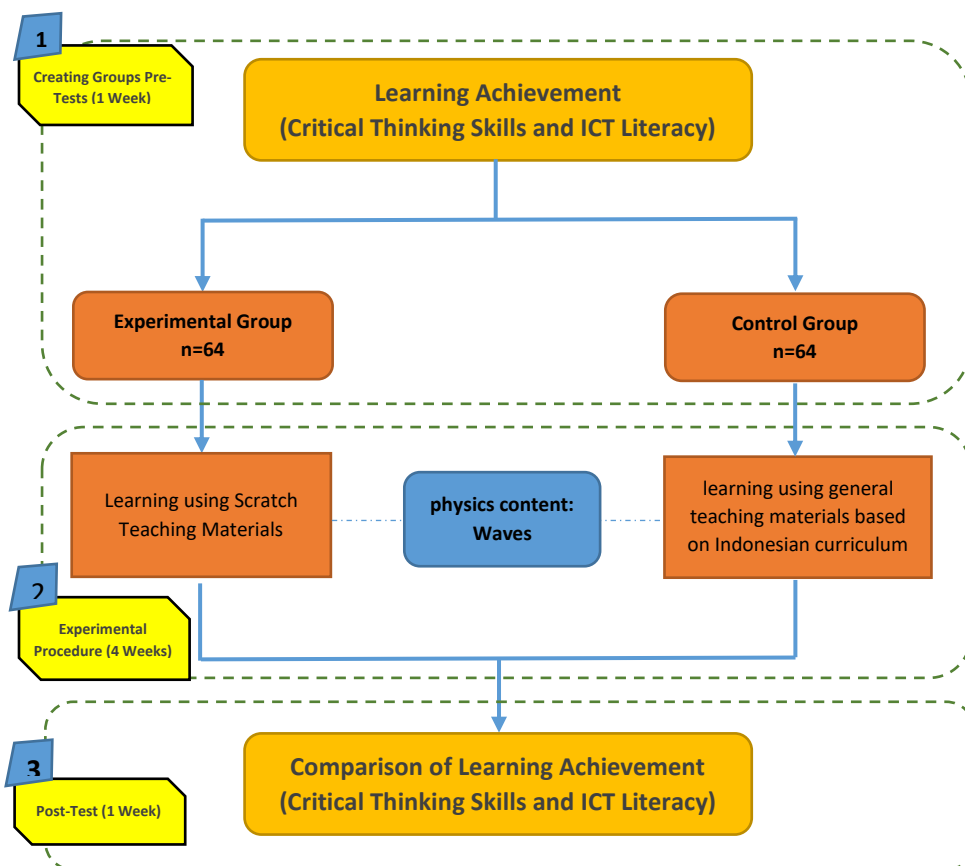 1
Creating Groups Pre-
Tests (1 Week)
Learning Achievement
(Critical Thinking Skills and ICT Literacy)
Experimental Group
n=64
Control Group
n=64
Learning using Scratch
Teaching Materials
physics content:
Waves
learning using general
teaching materials based
on Indonesian curriculum
2
Experimental
Procedure (4 Weeks)
3
Post-Test (1 Week)
Comparison of Learning Achievement
(Critical Thinking Skills and ICT Literacy)